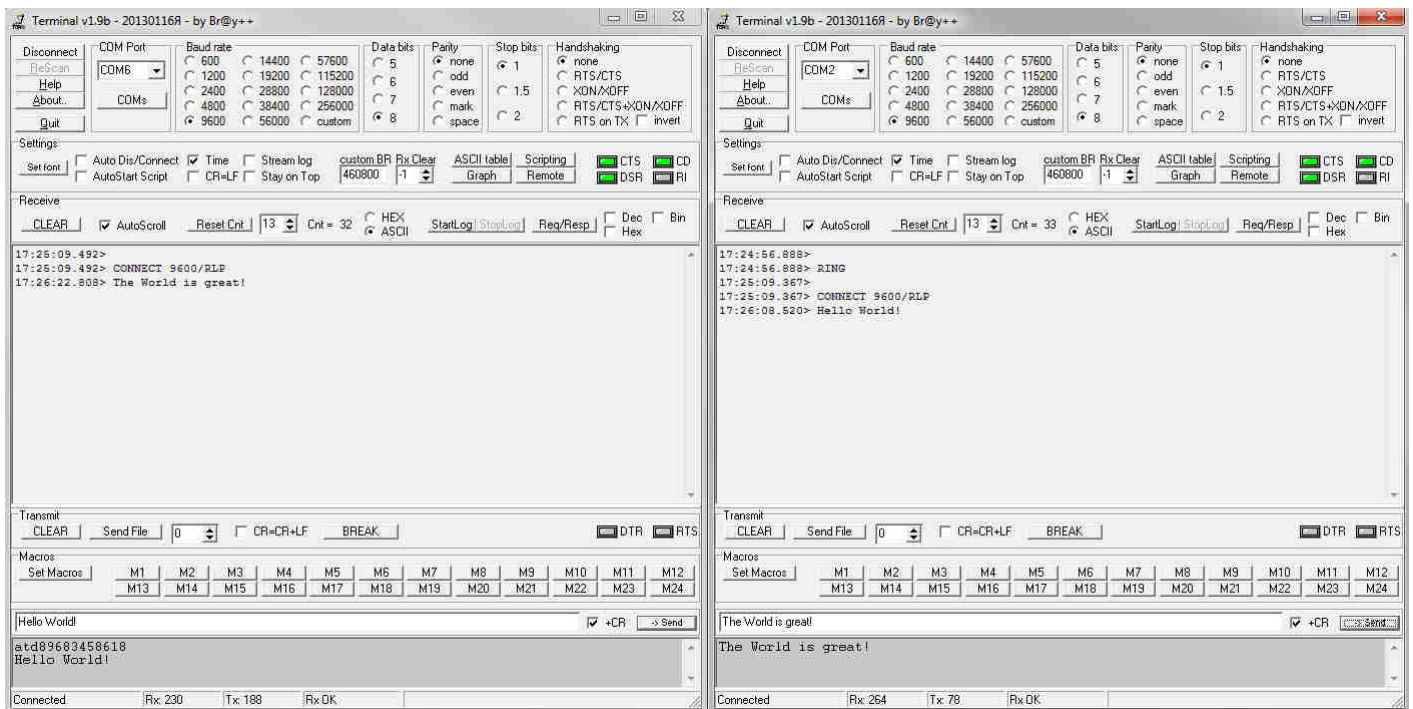 Terminal v1.9b - 20130116Я - by Br@y++
Disconnect
ReScan
Help
About..
Quit
COM Port
COM6
COMs
Baud rate
600 14400 57600
1200 19200 115200
2400 28800 128000
4800 38400 256000
9600 56000 custom
Data bits
5
6
7
8
Parity
none
odd
even
mark
space
Stop bits
1
1.5
2
Handshaking
none
RTS/CTS
XON/XOFF
RTS/CTS+XON/XOFF
RTS on TX invert
Settings
Set font
Auto Dis/Connect Time Stream log custom BR Rx Clear ASCII table Scripting CTS CD
AutoStart Script CR=LF Stay on Top 460800 -1 Graph Remote DSR RI
Receive
CLEAR AutoScroll Reset Cnt 13 Cnt = 32 HEX ASCII StartLog StopLog Req/Resp Dec Bin Hex
17:25:09.492>
17:25:09.492> CONNECT 9600/RLP
17:26:22.808> The World is great!
Transmit
CLEAR Send File 0 CR=CR+LF BREAK DTR RTS
Macros
Set Macros M1 M2 M3 M4 M5 M6 M7 M8 M9 M10 M11 M12
M13 M14 M15 M16 M17 M18 M19 M20 M21 M22 M23 M24
Hello World! +CR -> Send
atd89683458618
Hello World!
Connected Rx: 230 Tx: 188 Rx OK
Terminal v1.9b - 20130116Я - by Br@y++
Disconnect
ReScan
Help
About..
Quit
COM Port
COM2
COMs
Baud rate
600 14400 57600
1200 19200 115200
2400 28800 128000
4800 38400 256000
9600 56000 custom
Data bits
5
6
7
8
Parity
none
odd
even
mark
space
Stop bits
1
1.5
2
Handshaking
none
RTS/CTS
XON/XOFF
RTS/CTS+XON/XOFF
RTS on TX invert
Settings
Set font
Auto Dis/Connect Time Stream log custom BR Rx Clear ASCII table Scripting CTS CD
AutoStart Script CR=LF Stay on Top 460800 -1 Graph Remote DSR RI
Receive
CLEAR AutoScroll Reset Cnt 13 Cnt = 33 HEX ASCII StartLog StopLog Req/Resp Dec Bin Hex
17:24:56.888>
17:24:56.888> RING
17:25:09.367>
17:25:09.367> CONNECT 9600/RLP
17:26:08.520> Hello World!
Transmit
CLEAR Send File 0 CR=CR+LF BREAK DTR RTS
Macros
Set Macros M1 M2 M3 M4 M5 M6 M7 M8 M9 M10 M11 M12
M13 M14 M15 M16 M17 M18 M19 M20 M21 M22 M23 M24
The World is great! +CR -> Send
The World is great!
Connected Rx: 264 Tx: 78 Rx OK